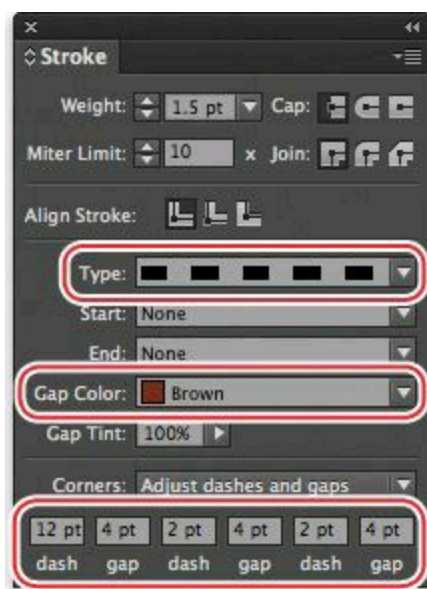 Stroke
Weight: 1.5 pt Cap:
Miter Limit: 10 x Join:
Align Stroke:
Type:
Start: None
End: None
Gap Color: Brown
Gap Tint: 100%
Corners: Adjust dashes and gaps
12 pt 4 pt 2 pt 4 pt 2 pt 4 pt
dash gap dash gap dash gap